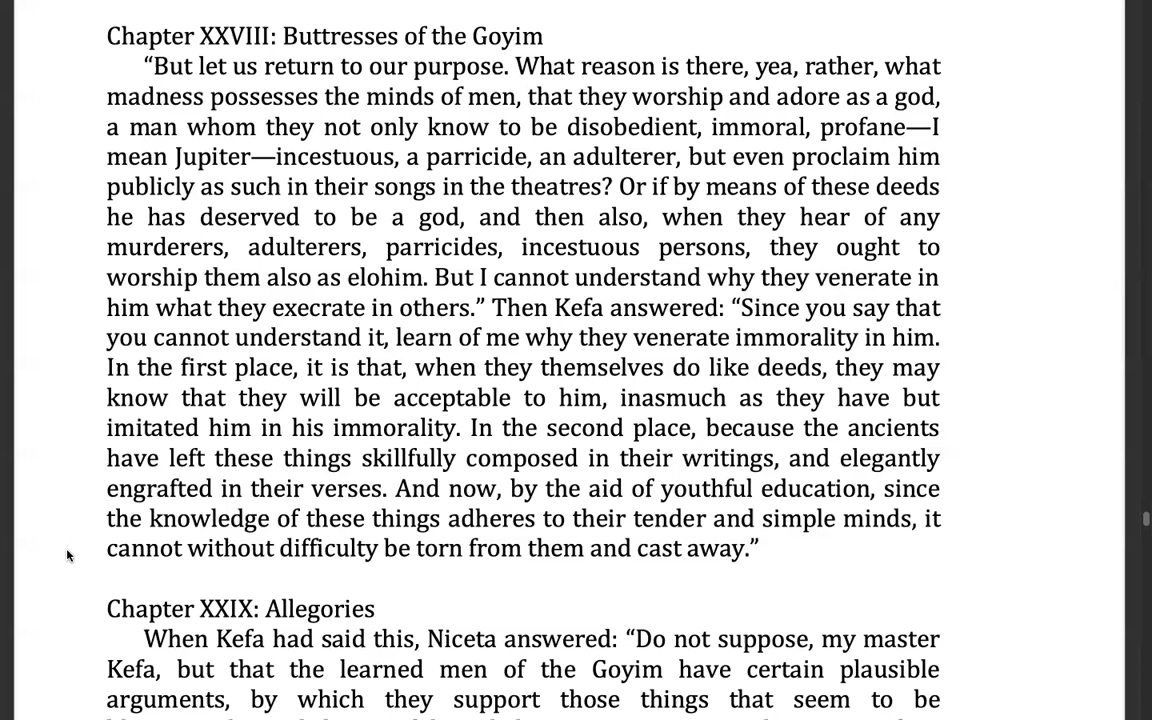 Chapter XXVIII: Buttresses of the Goyim
“But let us return to our purpose. What reason is there, yea, rather, what
madness possesses the minds of men, that they worship and adore as a god,
a man whom they not only know to be disobedient, immoral, profane—I
mean Jupiter—incestuous, a parricide, an adulterer, but even proclaim him
publicly as such in their songs in the theatres? Or if by means of these deeds
he has deserved to be a god, and then also, when they hear of any
murderers, adulterers, parricides, incestuous persons, they ought to
worship them also as elohim. But I cannot understand why they venerate in
him what they execrate in others.” Then Kefa answered: “Since you say that
you cannot understand it, learn of me why they venerate immorality in him.
In the first place, it is that, when they themselves do like deeds, they may
know that they will be acceptable to him, inasmuch as they have but
imitated him in his immorality. In the second place, because the ancients
have left these things skillfully composed in their writings, and elegantly
engrafted in their verses. And now, by the aid of youthful education, since
the knowledge of these things adheres to their tender and simple minds, it
cannot without difficulty be torn from them and cast away.”
Chapter XXIX: Allegories
When Kefa had said this, Niceta answered: “Do not suppose, my master
Kefa, but that the learned men of the Goyim have certain plausible
arguments, by which they support those things that seem to be